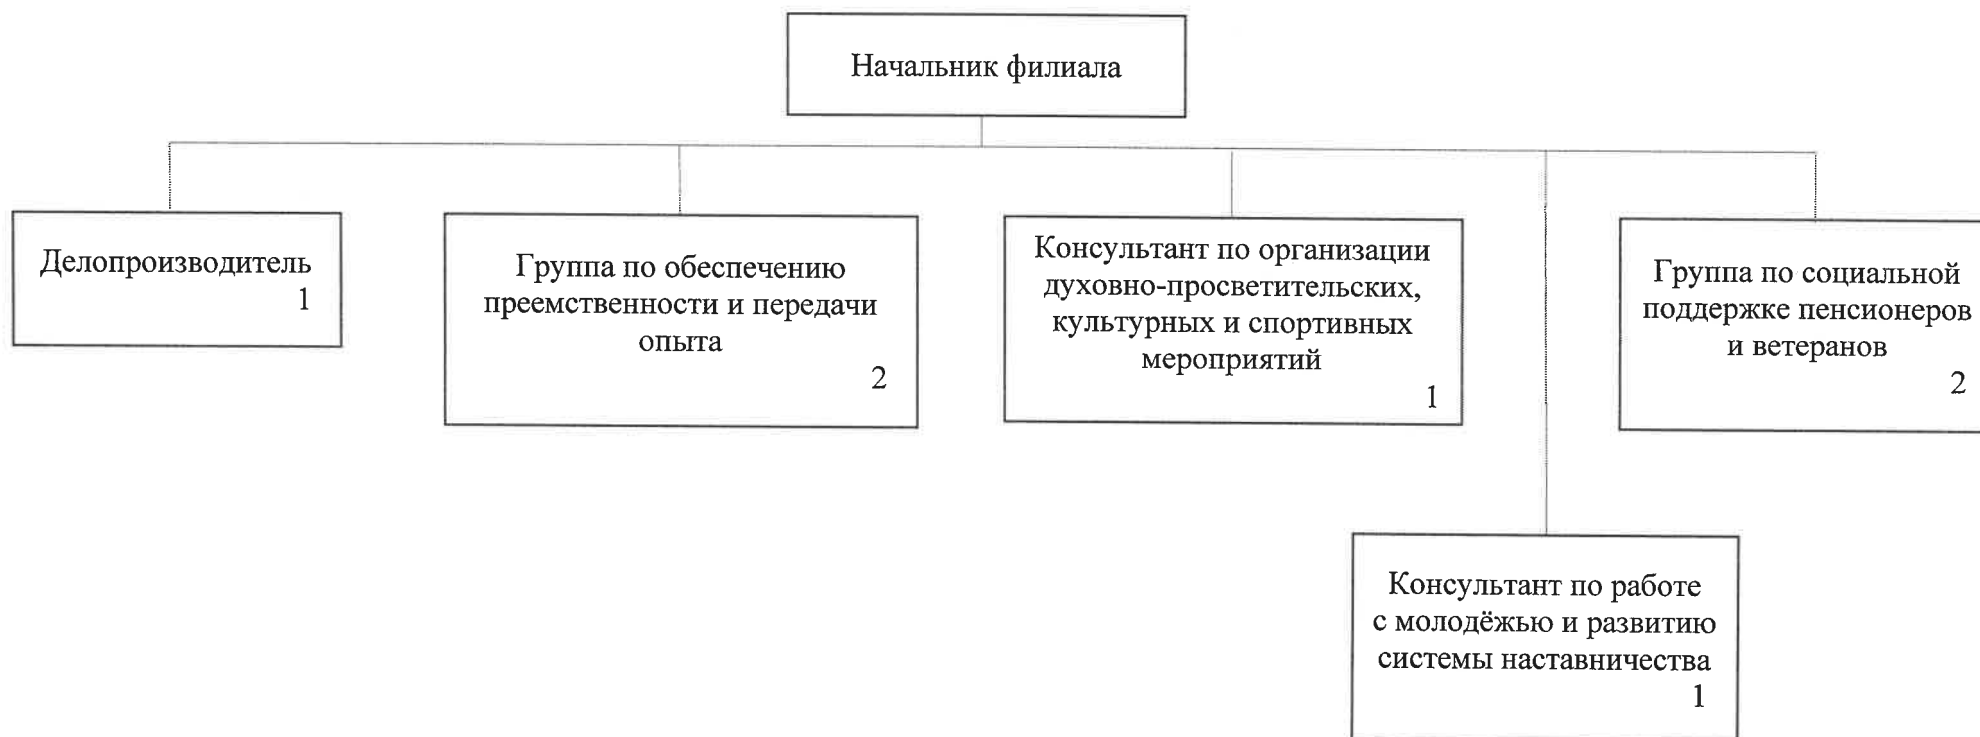 Начальник филиала
Делопроизводитель
1
Группа по обеспечению
преемственности и передачи
опыта
2
Консультант по организации
духовно-просветительских,
культурных и спортивных
мероприятий
1
Группа по социальной
поддержке пенсионеров
и ветеранов
2
Консультант по работе
с молодёжью и развитию
системы наставничества
1